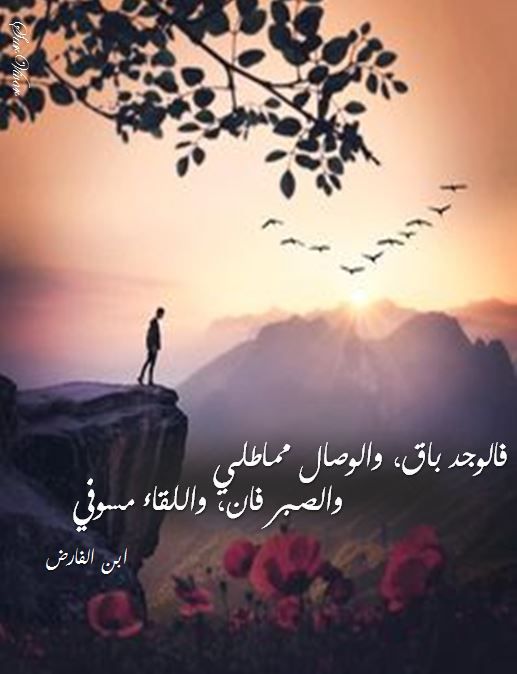 فالوجد باق، والوصال مماطلي
والصبر فان، واللقاء مسوفي
ابن الفارض